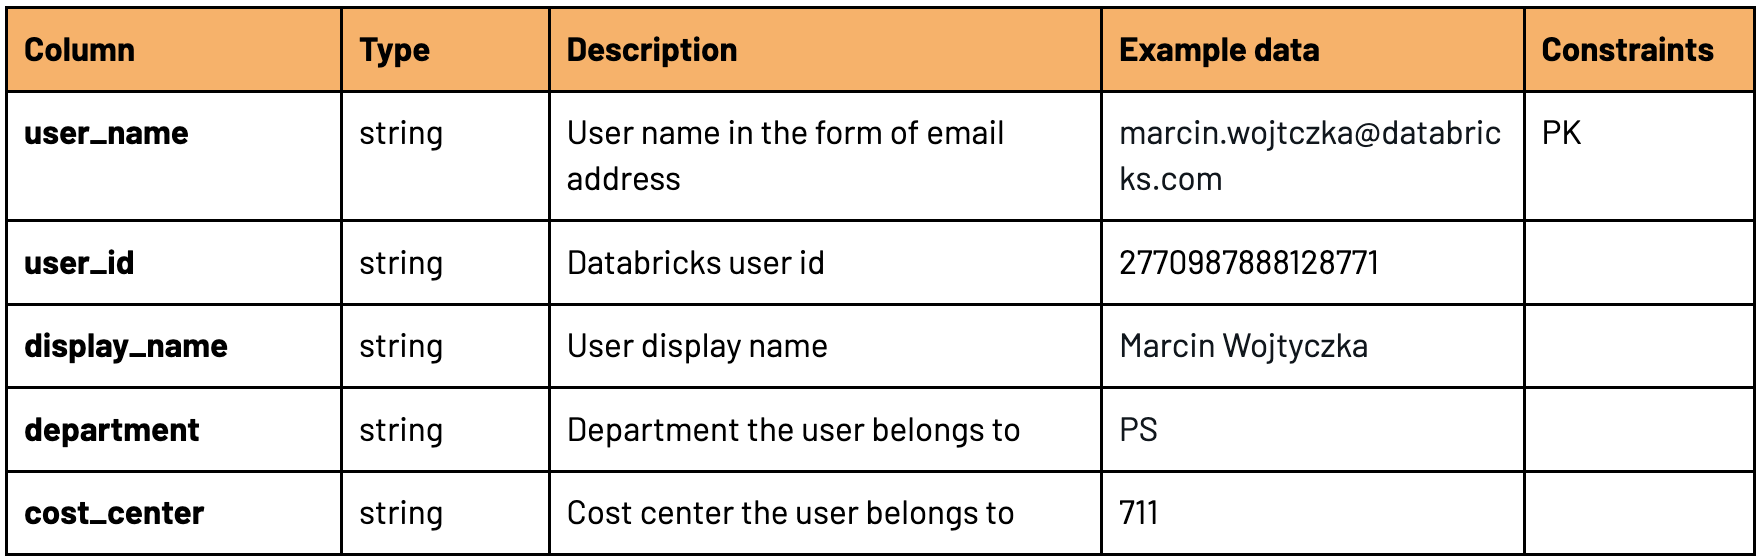 Column Type Description Example data Constraints
user_name string User name in the form of email marcin.wojtczka@databric PK
address ks.com
user_id string Databricks user id 2770987888128771
display_name string User display name Marcin Wojtyczka
department string Department the user belongs to PS
cost_center string Cost center the user belongs to 711